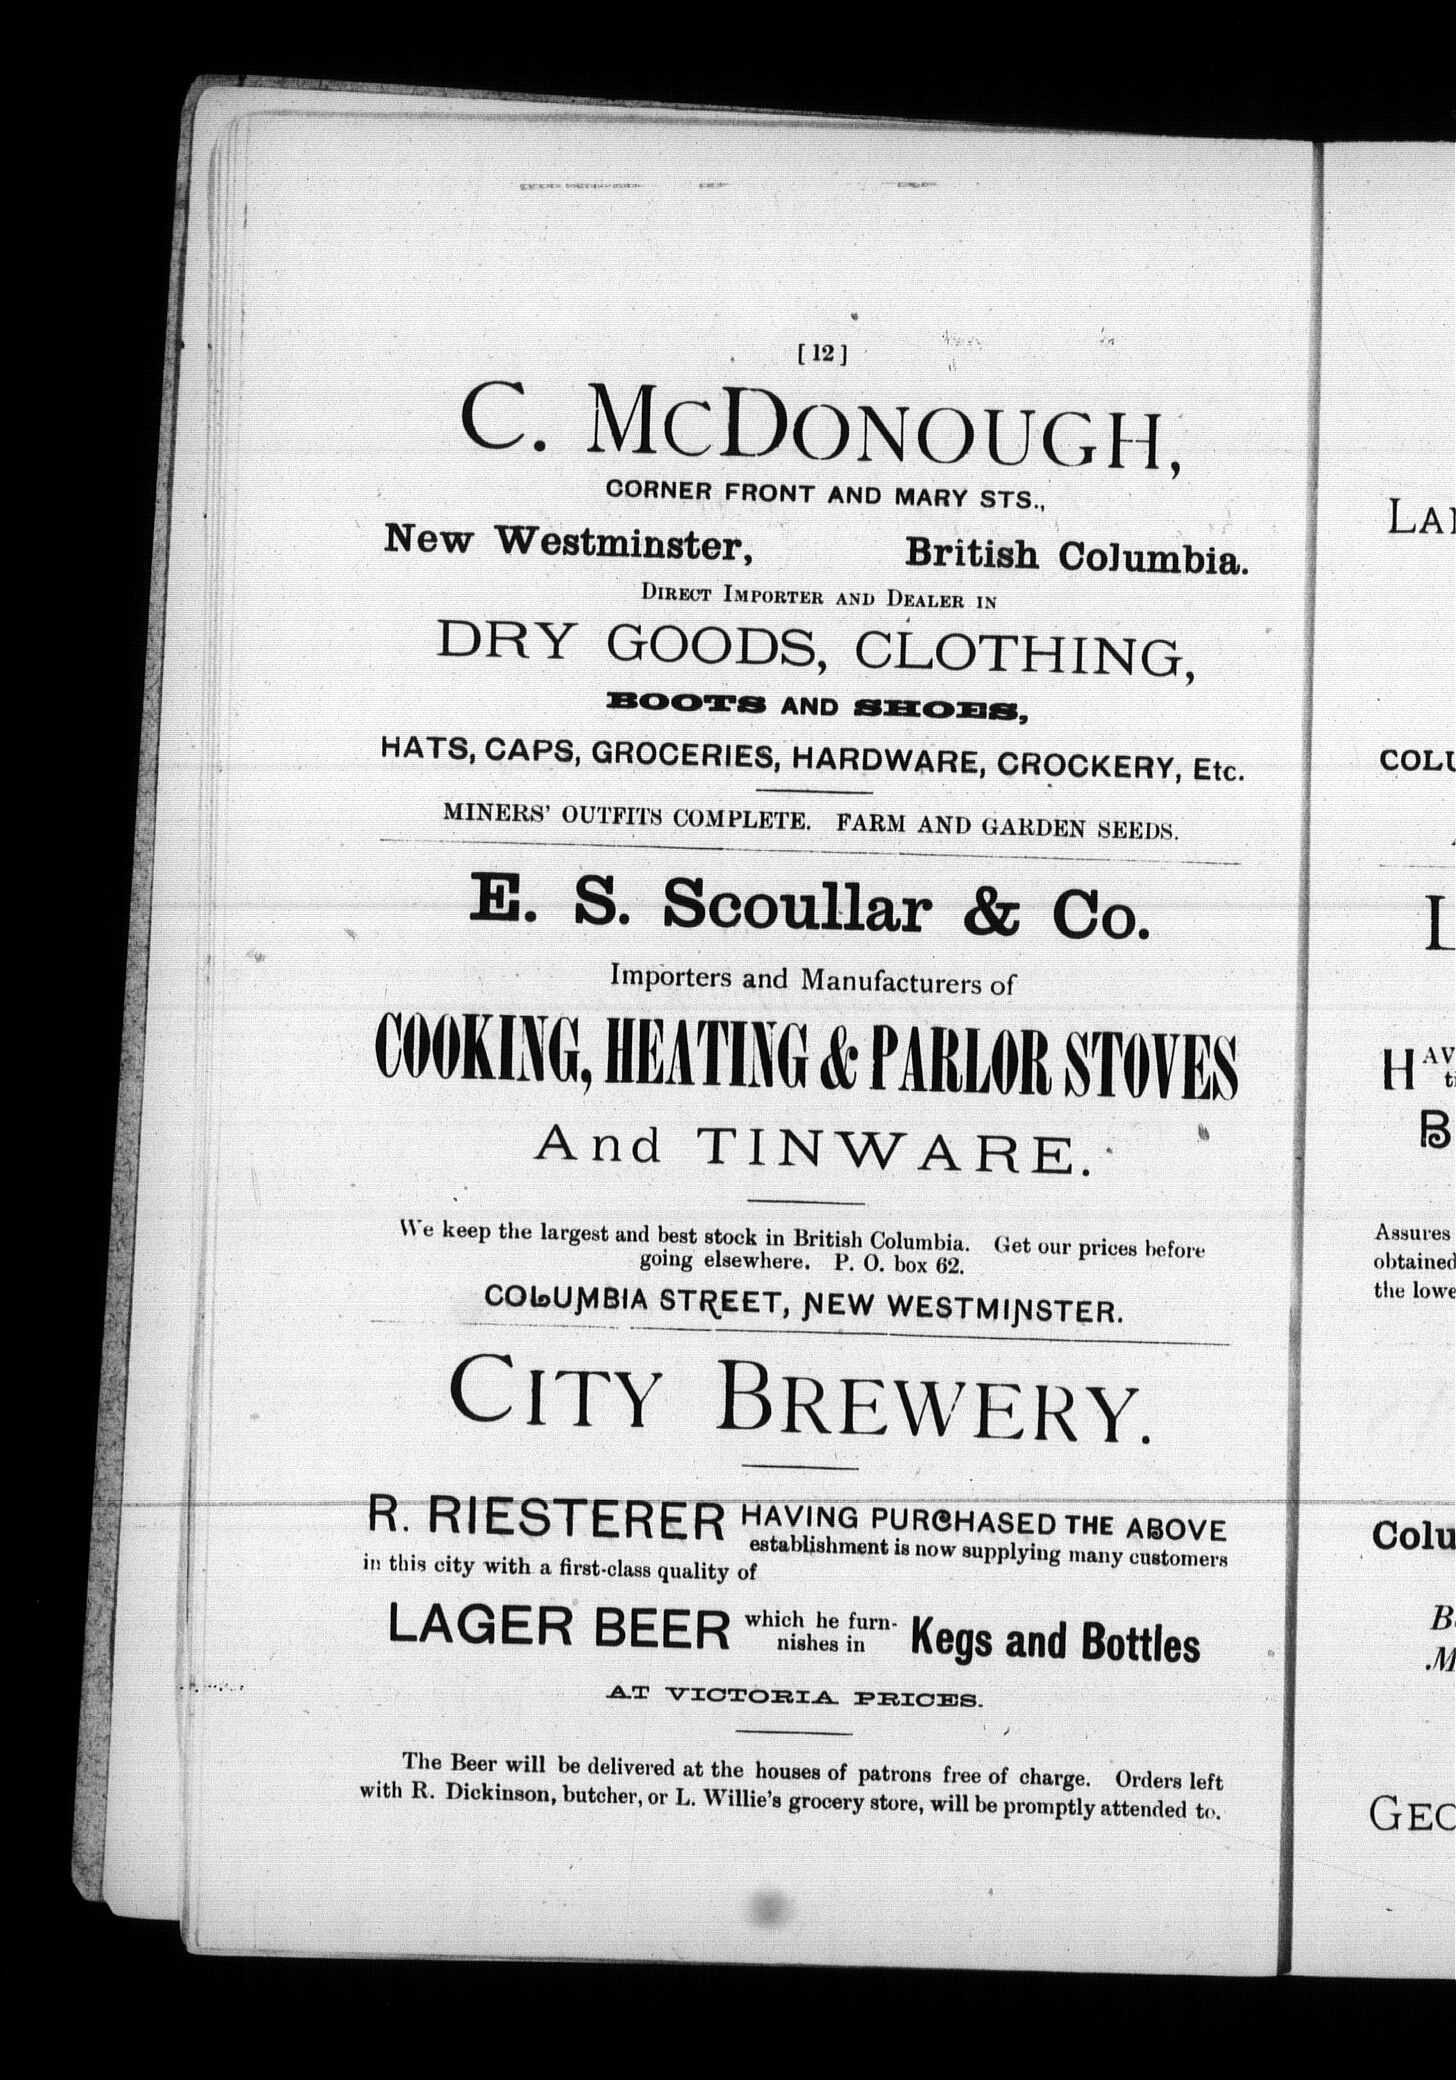 [ 12 ]
C. McDonough,
CORNER FRONT AND MARY STS.,
New Westminster, British Columbia.
Direct Importer and Dealer in
DRY GOODS, CLOTHING,
BOOTS AND SHOES,
HATS, CAPS, GROCERIES, HARDWARE, CROCKERY, Etc.
MINERS' OUTFITS COMPLETE. FARM AND GARDEN SEEDS.
E. S. Scoullar & Co.
Importers and Manufacturers of
COOKING, HEATING & PARLOR STOVES
And TINWARE.
We keep the largest and best stock in British Columbia. Get our prices before
going elsewhere. P. O. box 62.
COLUMBIA STREET, NEW WESTMINSTER.
City Brewery.
R. RIESTERER HAVING PURCHASED THE ABOVE
establishment is now supplying many customers
in this city with a first-class quality of
LAGER BEER which he fur-
nishes in Kegs and Bottles
AT VICTORIA PRICES.
The Beer will be delivered at the houses of patrons free of charge. Orders left
with R. Dickinson, butcher, or L. Willie's grocery store, will be promptly attended to.
COLU
Assures
obtained
the lowe
Colu
Geo